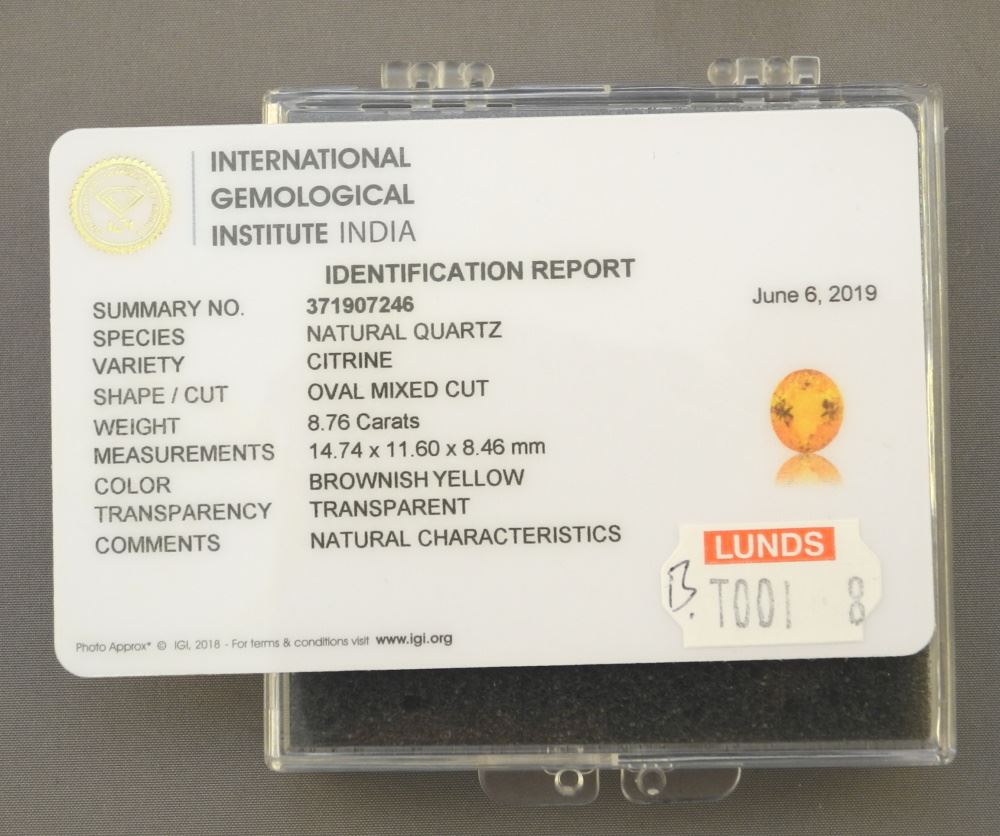 INTERNATIONAL
GEMOLOGICAL
INSTITUTE INDIA
IDENTIFICATION REPORT
June 6, 2019
SUMMARY NO. 371907246
SPECIES NATURAL QUARTZ
VARIETY CITRINE
SHAPE / CUT OVAL MIXED CUT
WEIGHT 8.76 Carats
MEASUREMENTS 14.74 x 11.60 x 8.46 mm
COLOR BROWNISH YELLOW
TRANSPARENCY TRANSPARENT
COMMENTS NATURAL CHARACTERISTICS
LUNDS
B. T001 8
Photo Approx* © IGI, 2018 - For terms & conditions visit www.igi.org